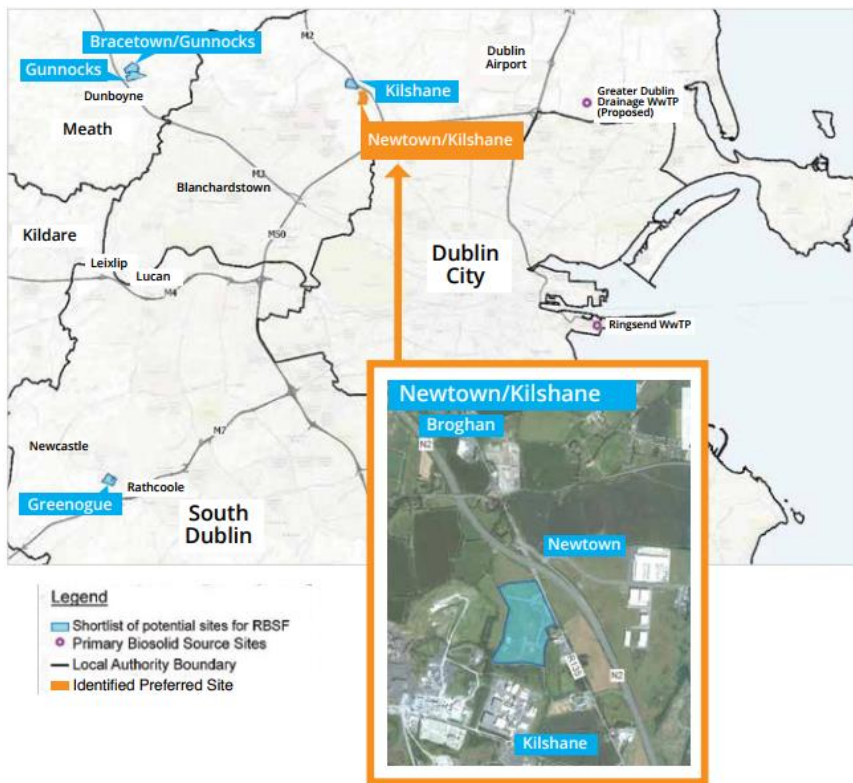 Bracetown/Gunnocks
Gunnocks
Dunboyne
Meath
M2
M1
Dublin
Airport
Kilshane
Greater Dublin
Drainage WwTP
(Proposed)
Newtown/Kilshane
M3
Blanchardstown
M50
Kildare
Leixlip
Lucan
M4
Dublin
City
Ringsend WwTP
Newcastle
M7
Greenogue
Rathcoole
South
Dublin
Newtown/Kilshane
Broghan
N2
Newtown
R135
N2
Kilshane
Legend
Shortlist of potential sites for RBSF
Primary Biosolid Source Sites
Local Authority Boundary
Identified Preferred Site